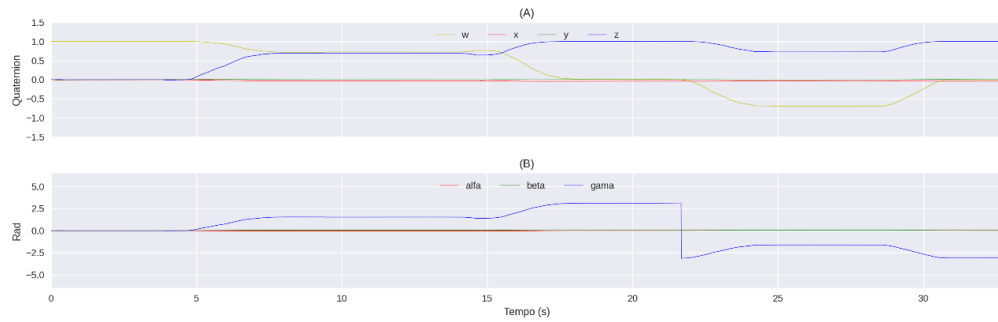 (A)
1.5
1.0
0.5
0.0
−0.5
−1.0
−1.5
Quaternion
w x y z
(B)
5.0
2.5
0.0
−2.5
−5.0
Rad
alfa beta gama
0 5 10 15 20 25 30
Tempo (s)